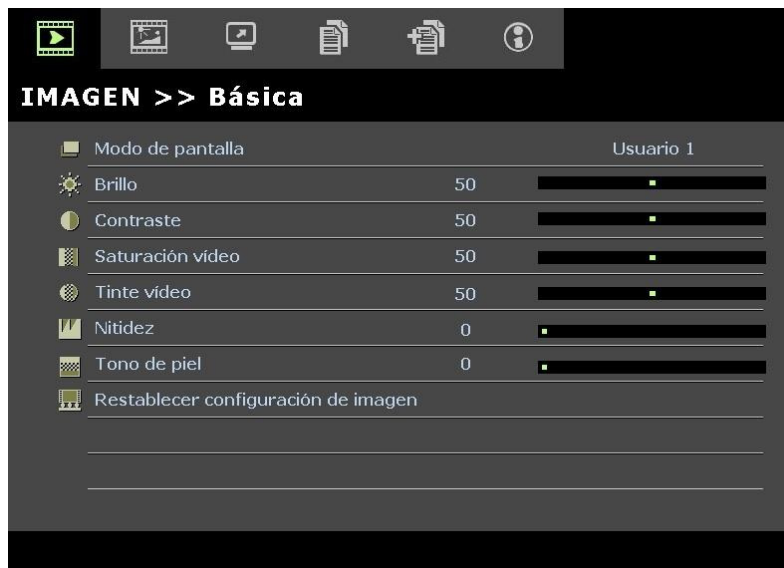 IMAGEN >> Básica
Modo de pantalla Usuario 1
Brillo 50
Contraste 50
Saturación vídeo 50
Tinte vídeo 50
Nitidez 0
Tono de piel 0
Restablecer configuración de imagen